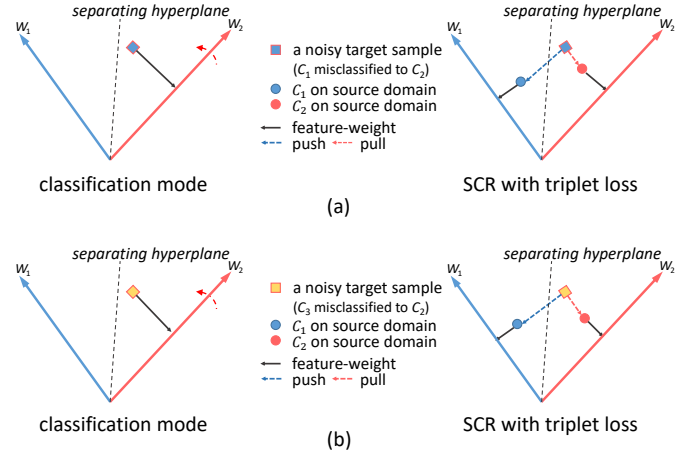 separating hyperplane
W1
W2
classification mode
a noisy target sample
(C1 misclassified to C2)
C1 on source domain
C2 on source domain
feature-weight
push
pull
separating hyperplane
W1
W2
SCR with triplet loss
(a)
separating hyperplane
W1
W2
classification mode
a noisy target sample
(C3 misclassified to C2)
C1 on source domain
C2 on source domain
feature-weight
push
pull
separating hyperplane
W1
W2
SCR with triplet loss
(b)